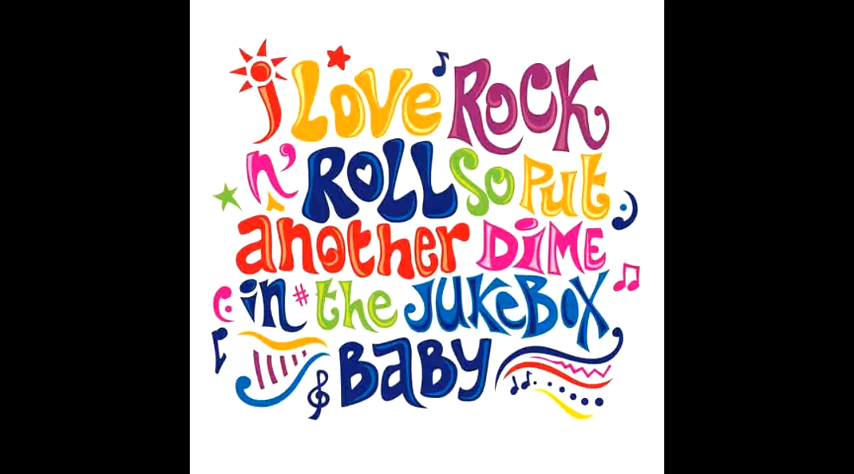 i LOVE ROCK
n' ROLL So Put
another DIME
in the JUKEBOX
BABY